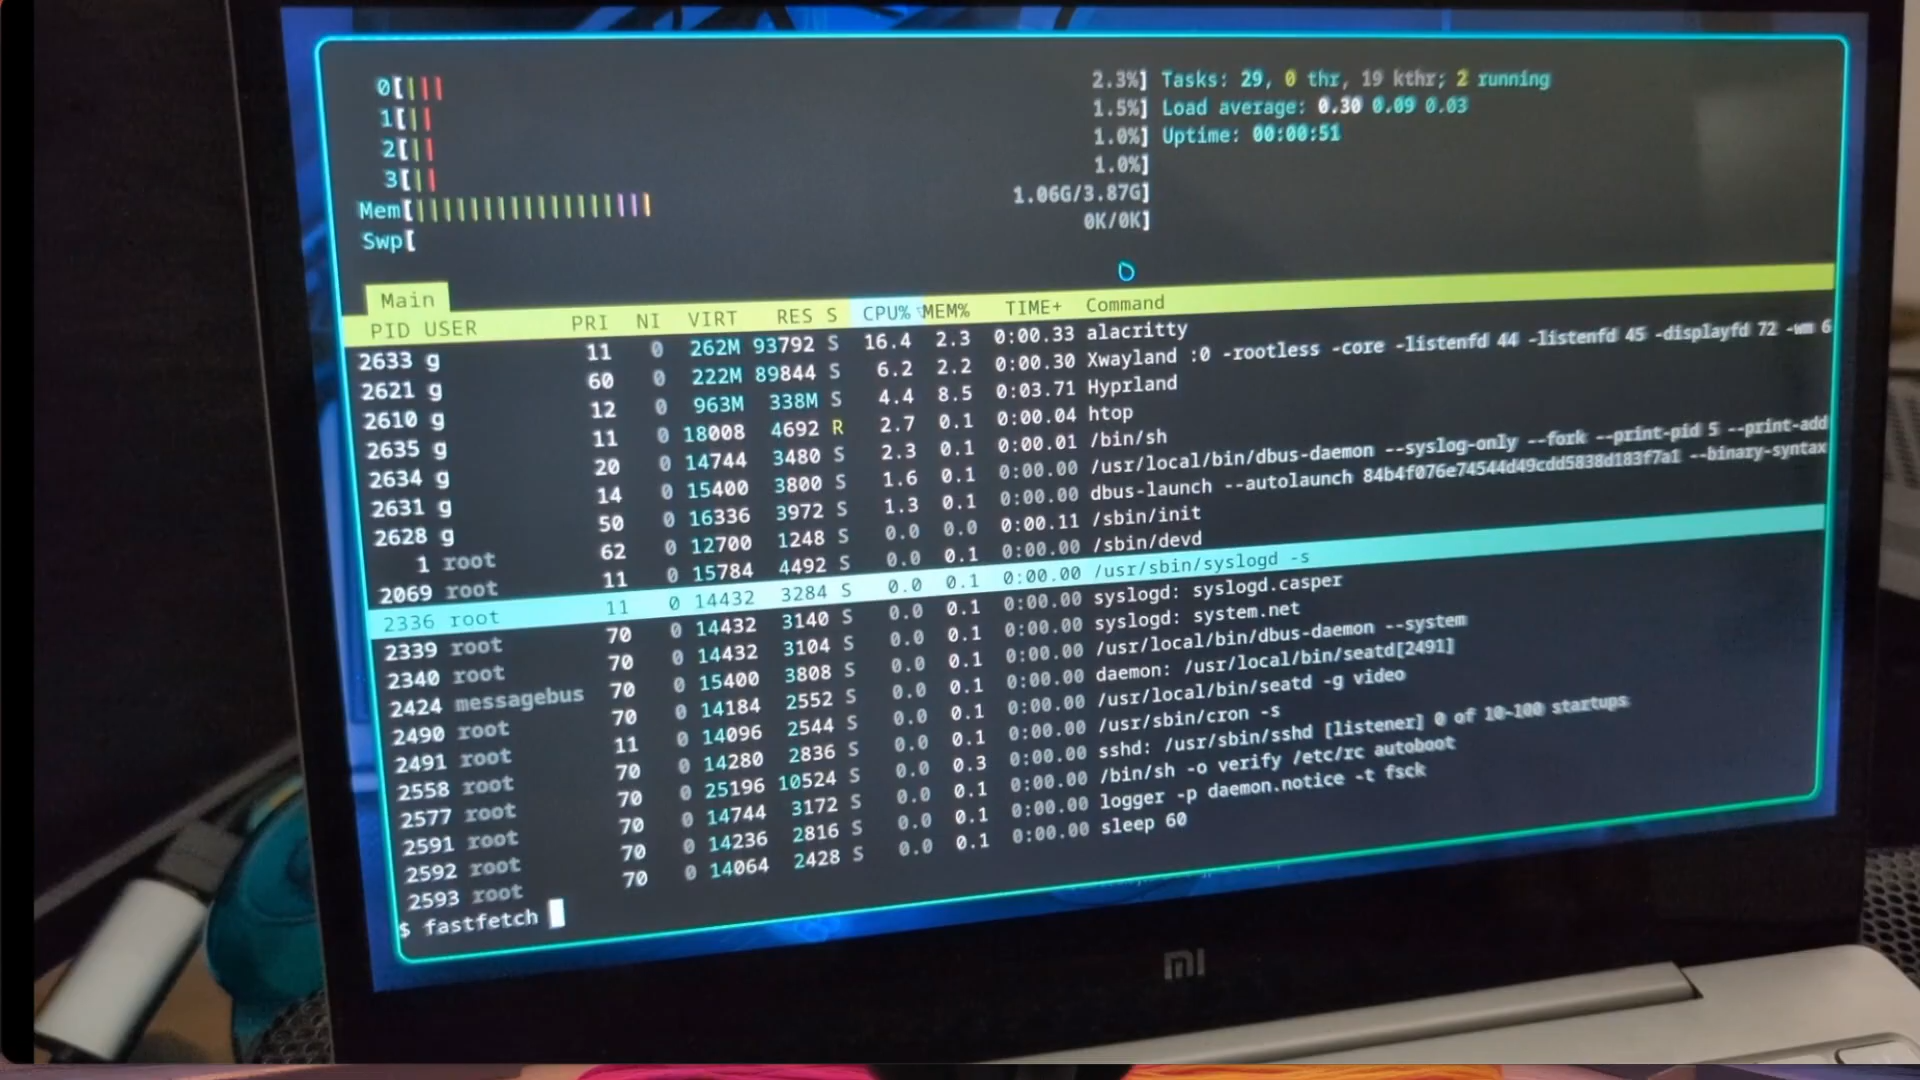 0[||| 2.3%] Tasks: 29, 0 thr, 19 kthr; 2 running
1[|| 1.5%] Load average: 0.30 0.09 0.03
2[|| 1.0%] Uptime: 00:00:51
3[|| 1.0%]
Mem[|||||||||||||||||| 1.06G/3.87G]
Swp[ 0K/0K]
Main
PID USER PRI NI VIRT RES S CPU%▽MEM% TIME+ Command
2633 g 11 0 262M 93792 S 16.4 2.3 0:00.33 alacritty
2621 g 60 0 222M 89844 S 6.2 2.2 0:00.30 Xwayland :0 -rootless -core -listenfd 44 -listenfd 45 -displayfd 72 -wm 6
2610 g 12 0 963M 338M S 4.4 8.5 0:03.71 Hyprland
2635 g 11 0 18008 4692 R 2.7 0.1 0:00.04 htop
2634 g 20 0 14744 3480 S 2.3 0.1 0:00.01 /bin/sh
2631 g 14 0 15400 3800 S 1.6 0.1 0:00.00 /usr/local/bin/dbus-daemon --syslog-only --fork --print-pid 5 --print-add
2628 g 50 0 16336 3972 S 1.3 0.1 0:00.00 dbus-launch --autolaunch 84b4f076e74544d49cdd5838d183f7a1 --binary-syntax
1 root 62 0 12700 1248 S 0.0 0.0 0:00.11 /sbin/init
2069 root 11 0 15784 4492 S 0.0 0.1 0:00.00 /sbin/devd
2336 root 11 0 14432 3284 S 0.0 0.1 0:00.00 /usr/sbin/syslogd -s
2339 root 70 0 14432 3140 S 0.0 0.1 0:00.00 syslogd: syslogd.casper
2340 root 70 0 14432 3104 S 0.0 0.1 0:00.00 syslogd: system.net
2424 messagebus 70 0 15400 3808 S 0.0 0.1 0:00.00 /usr/local/bin/dbus-daemon --system
2490 root 70 0 14184 2552 S 0.0 0.1 0:00.00 daemon: /usr/local/bin/seatd[2491]
2491 root 11 0 14096 2544 S 0.0 0.1 0:00.00 /usr/local/bin/seatd -g video
2558 root 70 0 14280 2836 S 0.0 0.1 0:00.00 /usr/sbin/cron -s
2577 root 70 0 25196 10524 S 0.0 0.3 0:00.00 sshd: /usr/sbin/sshd [listener] 0 of 10-100 startups
2591 root 70 0 14744 3172 S 0.0 0.1 0:00.00 /bin/sh -o verify /etc/rc autoboot
2592 root 70 0 14236 2816 S 0.0 0.1 0:00.00 logger -p daemon.notice -t fsck
2593 root 70 0 14064 2428 S 0.0 0.1 0:00.00 sleep 60
$ fastfetch
mi